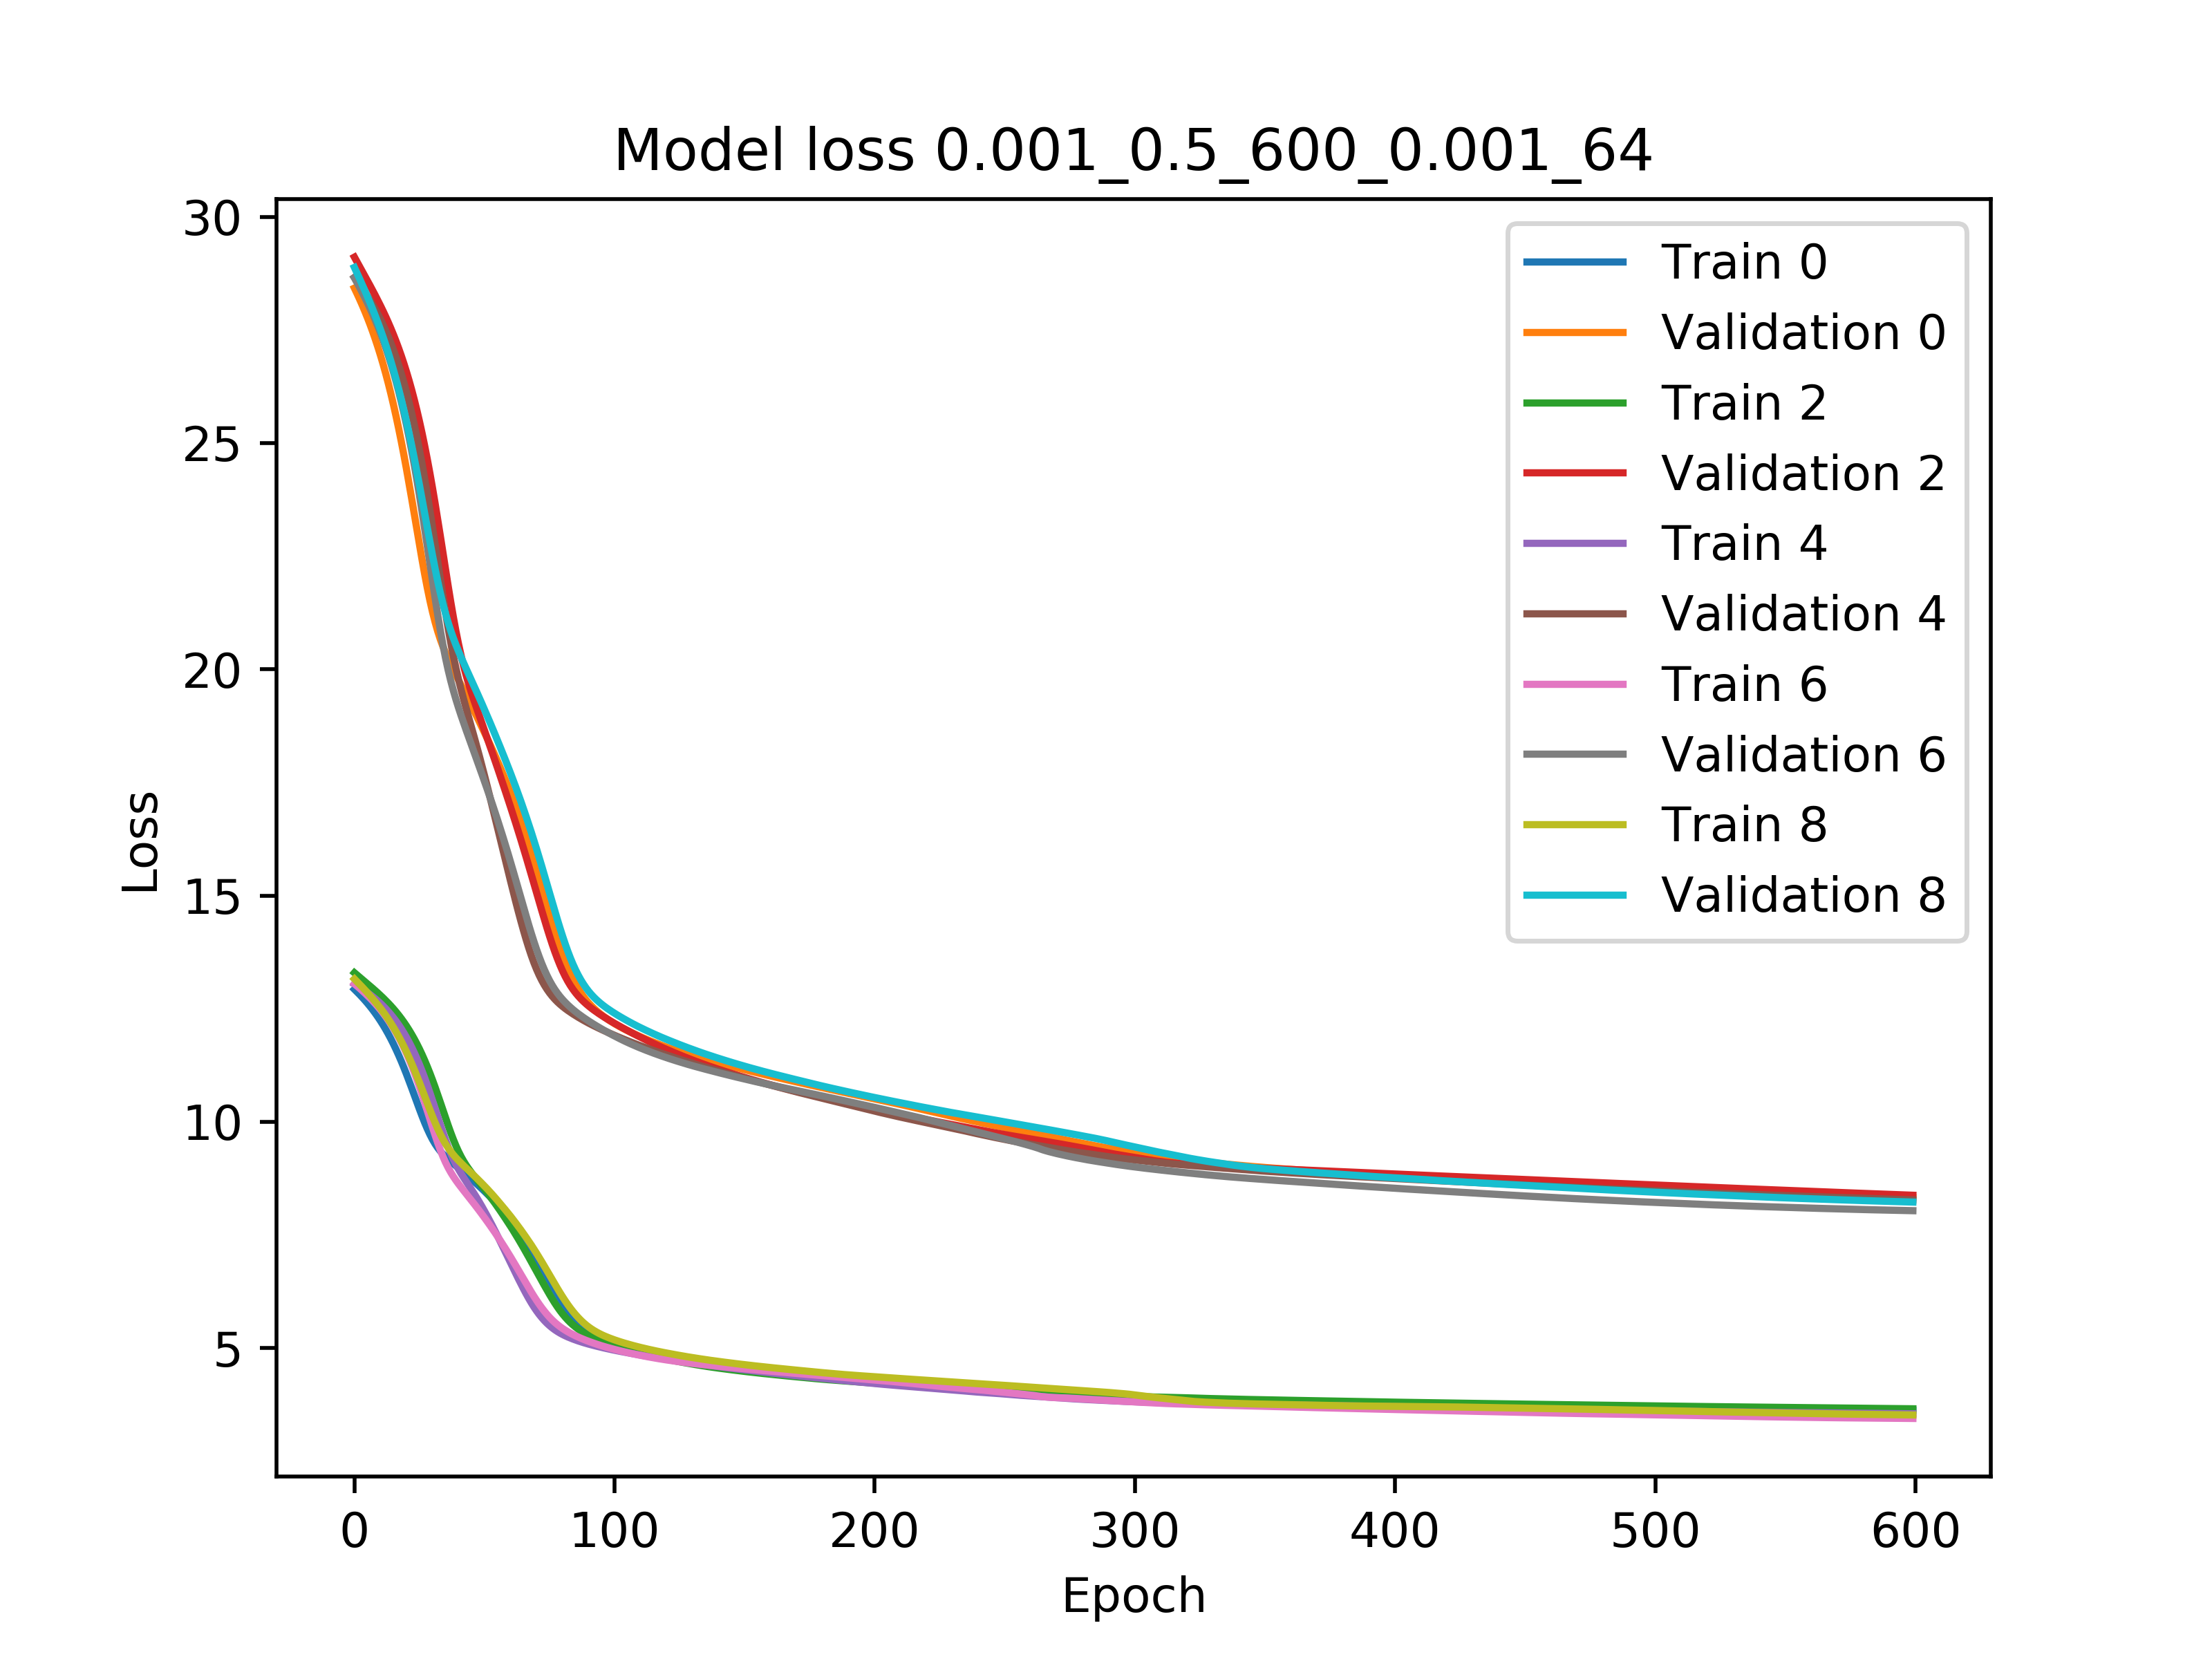 Model loss 0.001_0.5_600_0.001_64
30
25
20
15
10
5
Loss
0
100
200
300
400
500
600
Epoch
Train 0
Validation 0
Train 2
Validation 2
Train 4
Validation 4
Train 6
Validation 6
Train 8
Validation 8